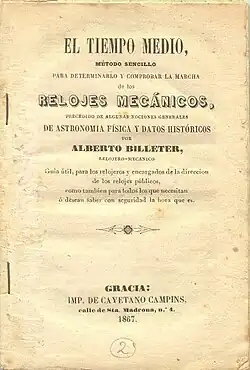 EL TIEMPO MEDIO,
MÉTODO SENCILLO
PARA DETERMINARLO Y COMPROBAR LA MARCHA
de los
RELOJES MECÁNICOS,
PRECEDIDO DE ALGUNAS NOCIONES GENERALES
DE ASTRONOMIA FÍSICA Y DATOS HISTÓRICOS
POR
ALBERTO BILLETER,
RELOJERO-MECÁNICO
Guia útil, para los relojeros y encargados de la direccion
de los relojes públicos,
como tambien para todos los que necesitan
ó desean saber con seguridad la hora que es.
GRACIA:
IMP. DE CAYETANO CAMPINS,
calle de Sta. Madrona, n.º 4.
1867.
2